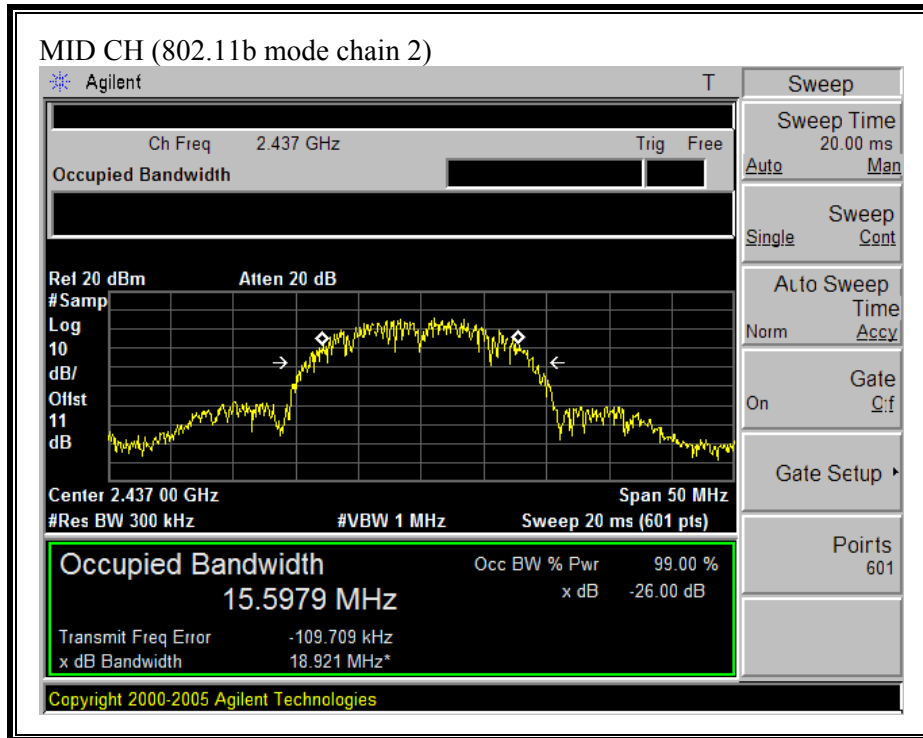 MID CH (802.11b mode chain 2)
Agilent T
Ch Freq 2.437 GHz Trig Free
Occupied Bandwidth
Ref 20 dBm Atten 20 dB
#Samp
Log
10
dB/
Offst
11
dB
Center 2.437 00 GHz Span 50 MHz
#Res BW 300 kHz #VBW 1 MHz Sweep 20 ms (601 pts)
Occupied Bandwidth Occ BW % Pwr 99.00 %
15.5979 MHz x dB -26.00 dB
Transmit Freq Error -109.709 kHz
x dB Bandwidth 18.921 MHz*
Copyright 2000-2005 Agilent Technologies
Sweep
Sweep Time
20.00 ms
Auto Man
Sweep
Single Cont
Auto Sweep
Time
Norm Accy
Gate
On Off
Gate Setup
Points
601